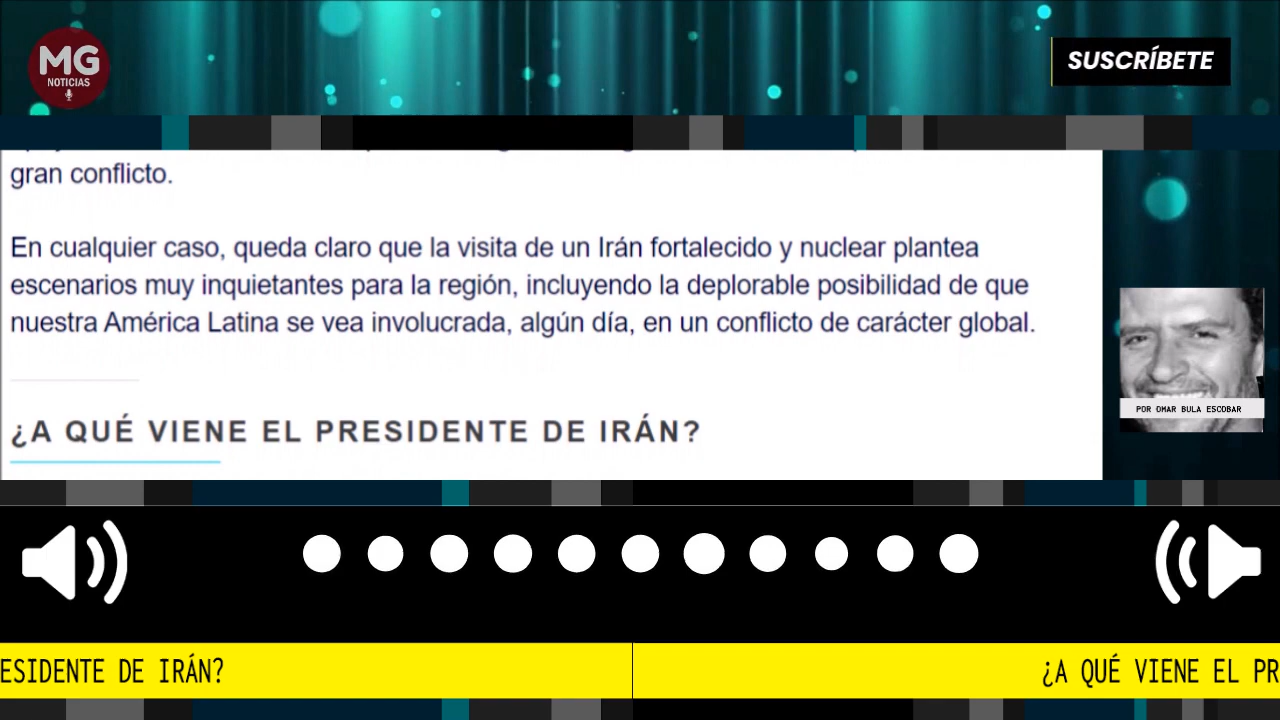 MG
NOTICIAS
SUSCRÍBETE
gran conflicto.
En cualquier caso, queda claro que la visita de un Irán fortalecido y nuclear plantea
escenarios muy inquietantes para la región, incluyendo la deplorable posibilidad de que
nuestra América Latina se vea involucrada, algún día, en un conflicto de carácter global.
¿A QUÉ VIENE EL PRESIDENTE DE IRÁN?
POR OMAR BULA ESCOBAR
ESIDENTE DE IRÁN?
¿A QUÉ VIENE EL PR